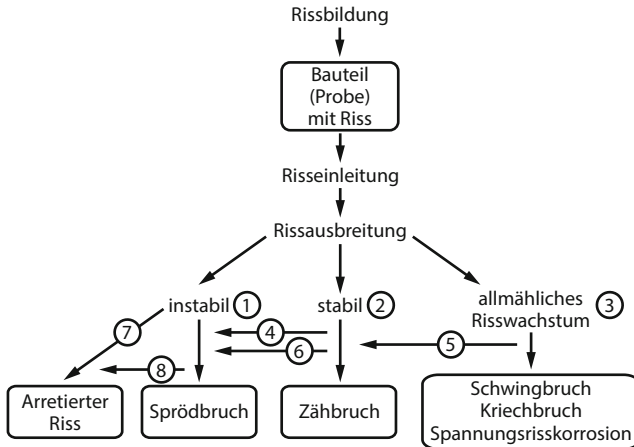 Rissbildung
Bauteil
(Probe)
mit Riss
Risseinleitung
Rissausbreitung
instabil 1
stabil 2
allmähliches
Risswachstum 3
7
4
5
6
8
Arretierter
Riss
Sprödbruch
Zähbruch
Schwingbruch
Kriechbruch
Spannungsrisskorrosion